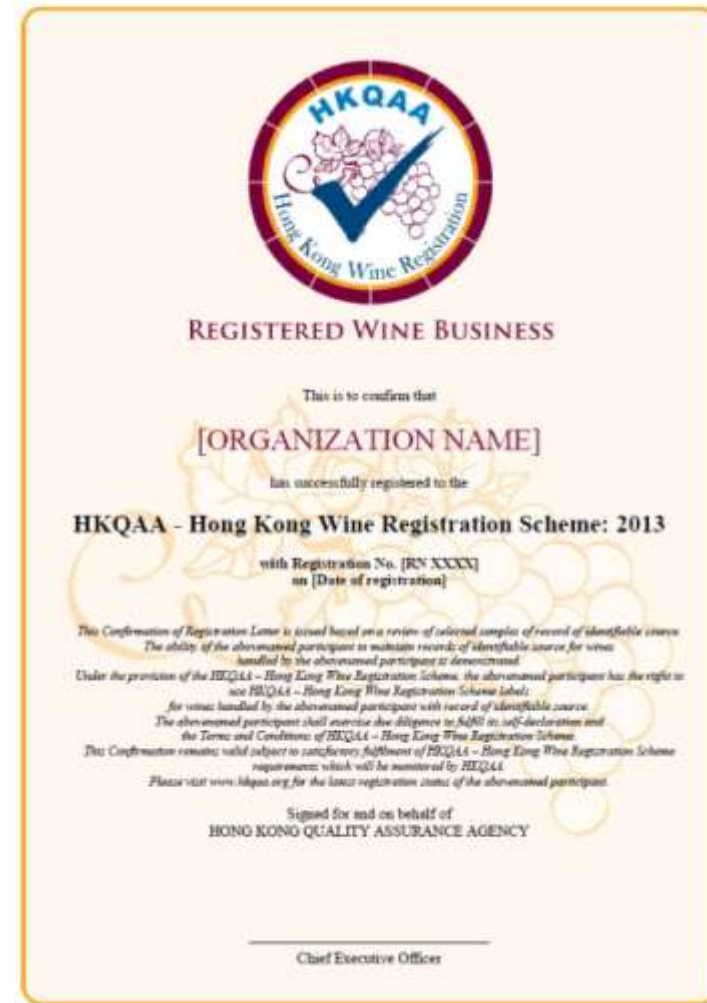 HKQAA
Hong Kong Wine Registration
REGISTERED WINE BUSINESS
This is to confirm that
[ORGANIZATION NAME]
has successfully registered to the
HKQAA - Hong Kong Wine Registration Scheme: 2013
with Registration No. [RN XXXX]
on [Date of registration]
This Confirmation of Registration Letter is issued based on a review of selected samples of record of identifiable source.
The ability of the abovenamed participant to maintain records of identifiable source for wines
handled by the abovenamed participant is demonstrated.
Under the provision of the HKQAA – Hong Kong Wine Registration Scheme, the abovenamed participant has the right to
use HKQAA – Hong Kong Wine Registration Scheme labels
for wines handled by the abovenamed participant with record of identifiable source.
The abovenamed participant shall exercise due diligence to fulfill its self-declaration and
the Terms and Conditions of HKQAA – Hong Kong Wine Registration Scheme.
This Confirmation remains valid subject to satisfactory fulfilment of HKQAA – Hong Kong Wine Registration Scheme
requirements which will be monitored by HKQAA.
Please visit www.hkqaa.org for the latest registration status of the abovenamed participant.
Signed for and on behalf of
HONG KONG QUALITY ASSURANCE AGENCY
Chief Executive Officer